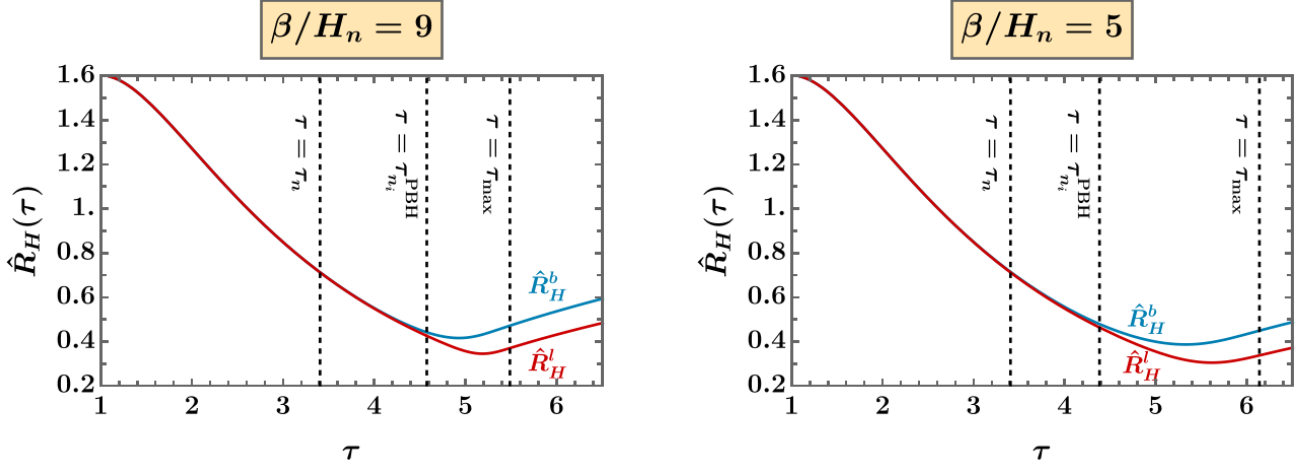 β/H_n = 9
1.6
1.4
1.2
1.
0.8
0.6
0.4
0.2
R̂_H(τ)
τ = τ_n
τ = τ_{n_i}^{PBH}
τ = τ_max
R̂_H^b
R̂_H^l
1 2 3 4 5 6
τ
β/H_n = 5
1.6
1.4
1.2
1.
0.8
0.6
0.4
0.2
R̂_H(τ)
τ = τ_n
τ = τ_{n_i}^{PBH}
τ = τ_max
R̂_H^b
R̂_H^l
1 2 3 4 5 6
τ